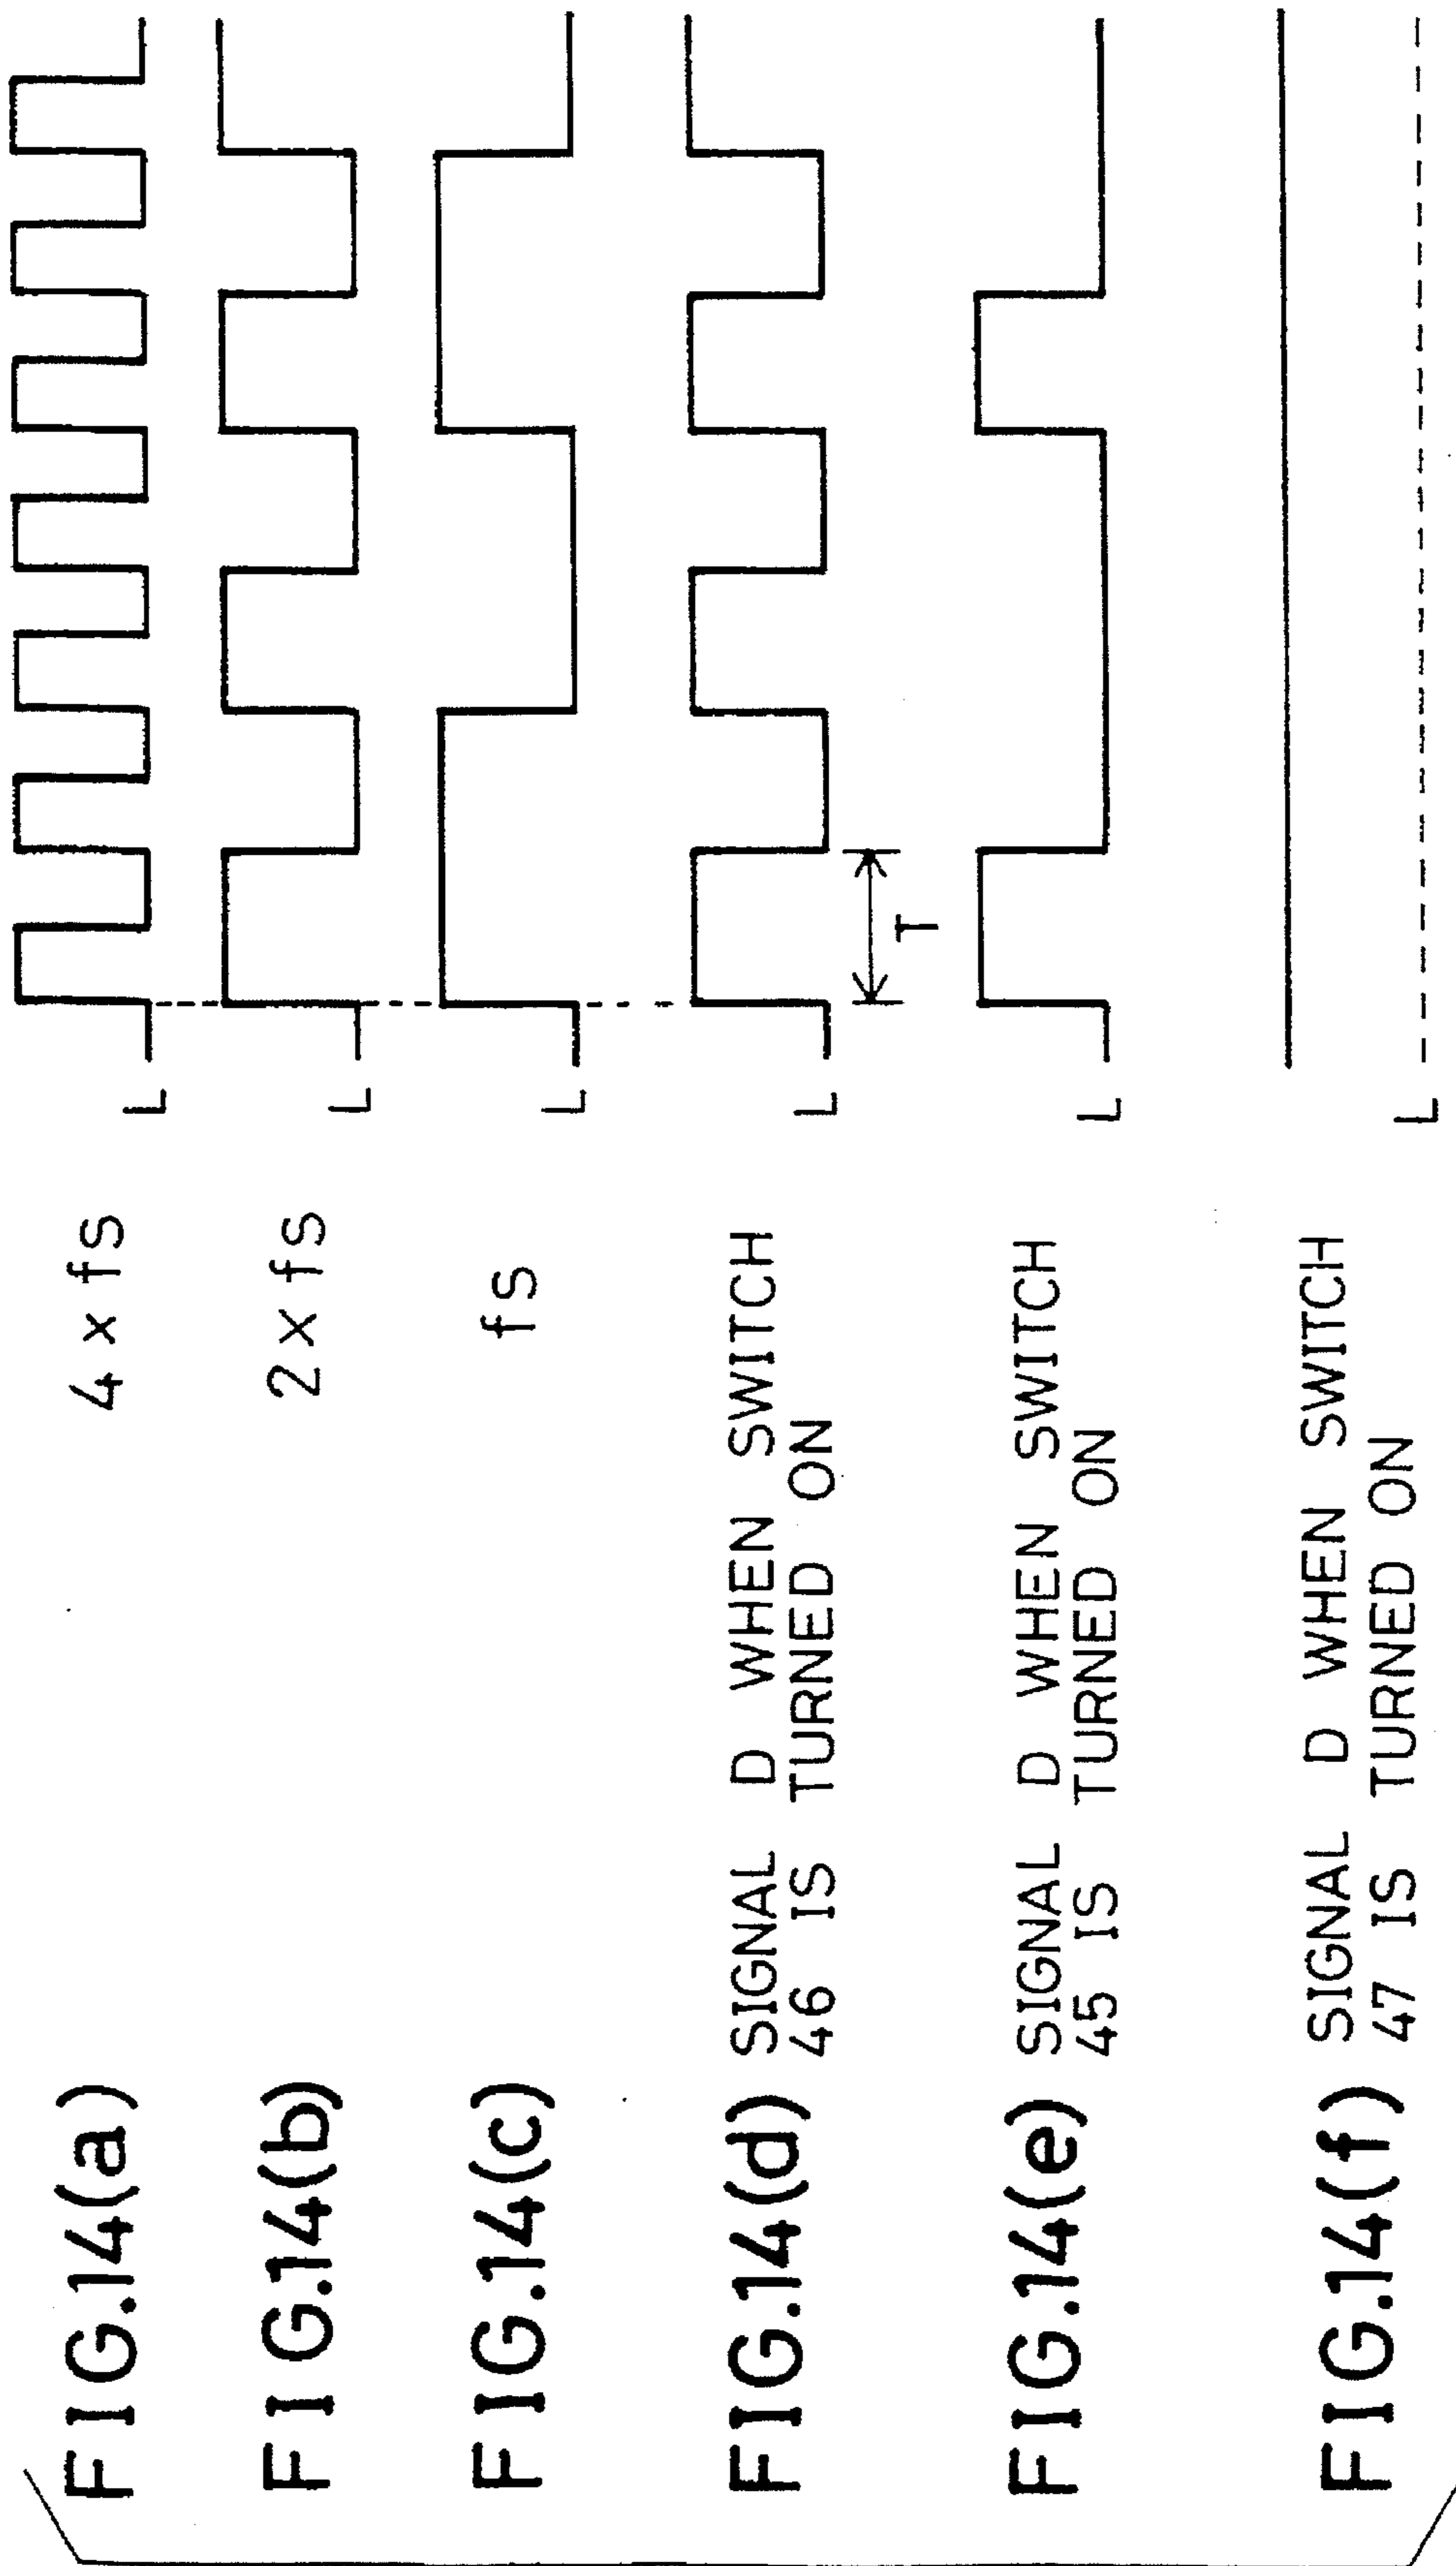 FIG.14(a)
4 x fs
L
FIG.14(b)
2 x fs
L
FIG.14(c)
fs
L
FIG.14(d)
SIGNAL D WHEN SWITCH
46 IS TURNED ON
L
T
FIG.14(e)
SIGNAL D WHEN SWITCH
45 IS TURNED ON
L
FIG.14(f)
SIGNAL D WHEN SWITCH
47 IS TURNED ON
L